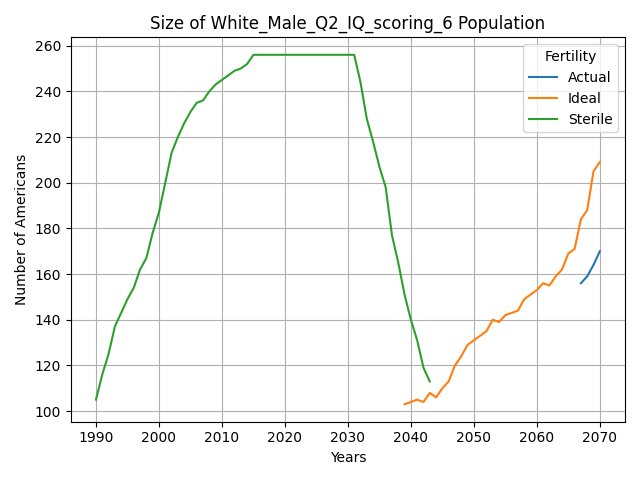 Size of White_Male_Q2_IQ_scoring_6 Population
Number of Americans
260
240
220
200
180
160
140
120
100
Fertility
Actual
Ideal
Sterile
1990 2000 2010 2020 2030 2040 2050 2060 2070
Years